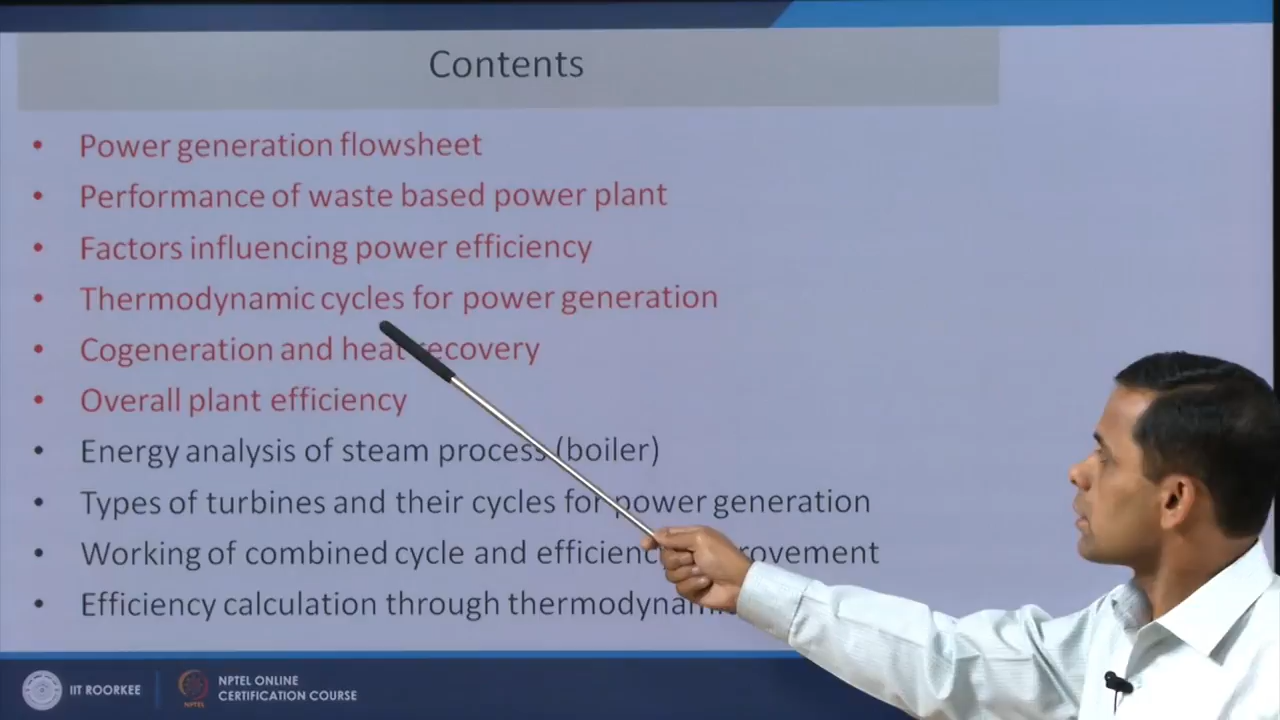 Contents
• Power generation flowsheet
• Performance of waste based power plant
• Factors influencing power efficiency
• Thermodynamic cycles for power generation
• Cogeneration and heat recovery
• Overall plant efficiency
• Energy analysis of steam process (boiler)
• Types of turbines and their cycles for power generation
• Working of combined cycle and
• Efficiency calculation through
IIT ROORKEE
NPTEL ONLINE
CERTIFICATION COURSE
NPTEL